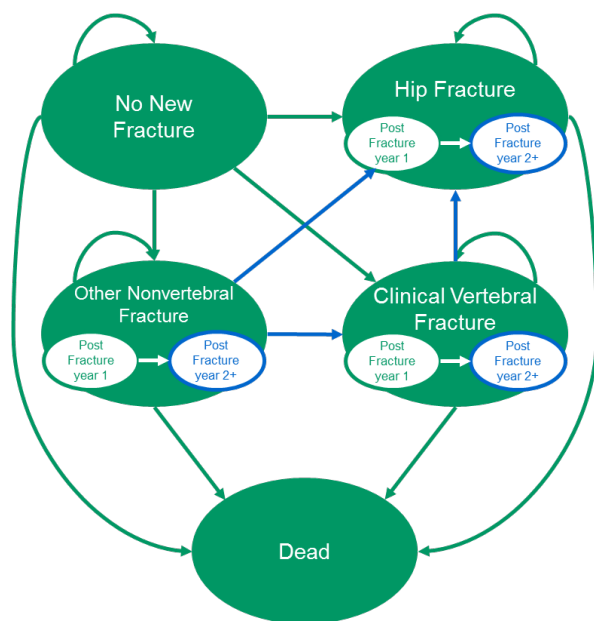 No New
Fracture
Hip Fracture
Post
Fracture
year 1
Post
Fracture
year 2+
Other Nonvertebral
Fracture
Post
Fracture
year 1
Post
Fracture
year 2+
Clinical Vertebral
Fracture
Post
Fracture
year 1
Post
Fracture
year 2+
Dead